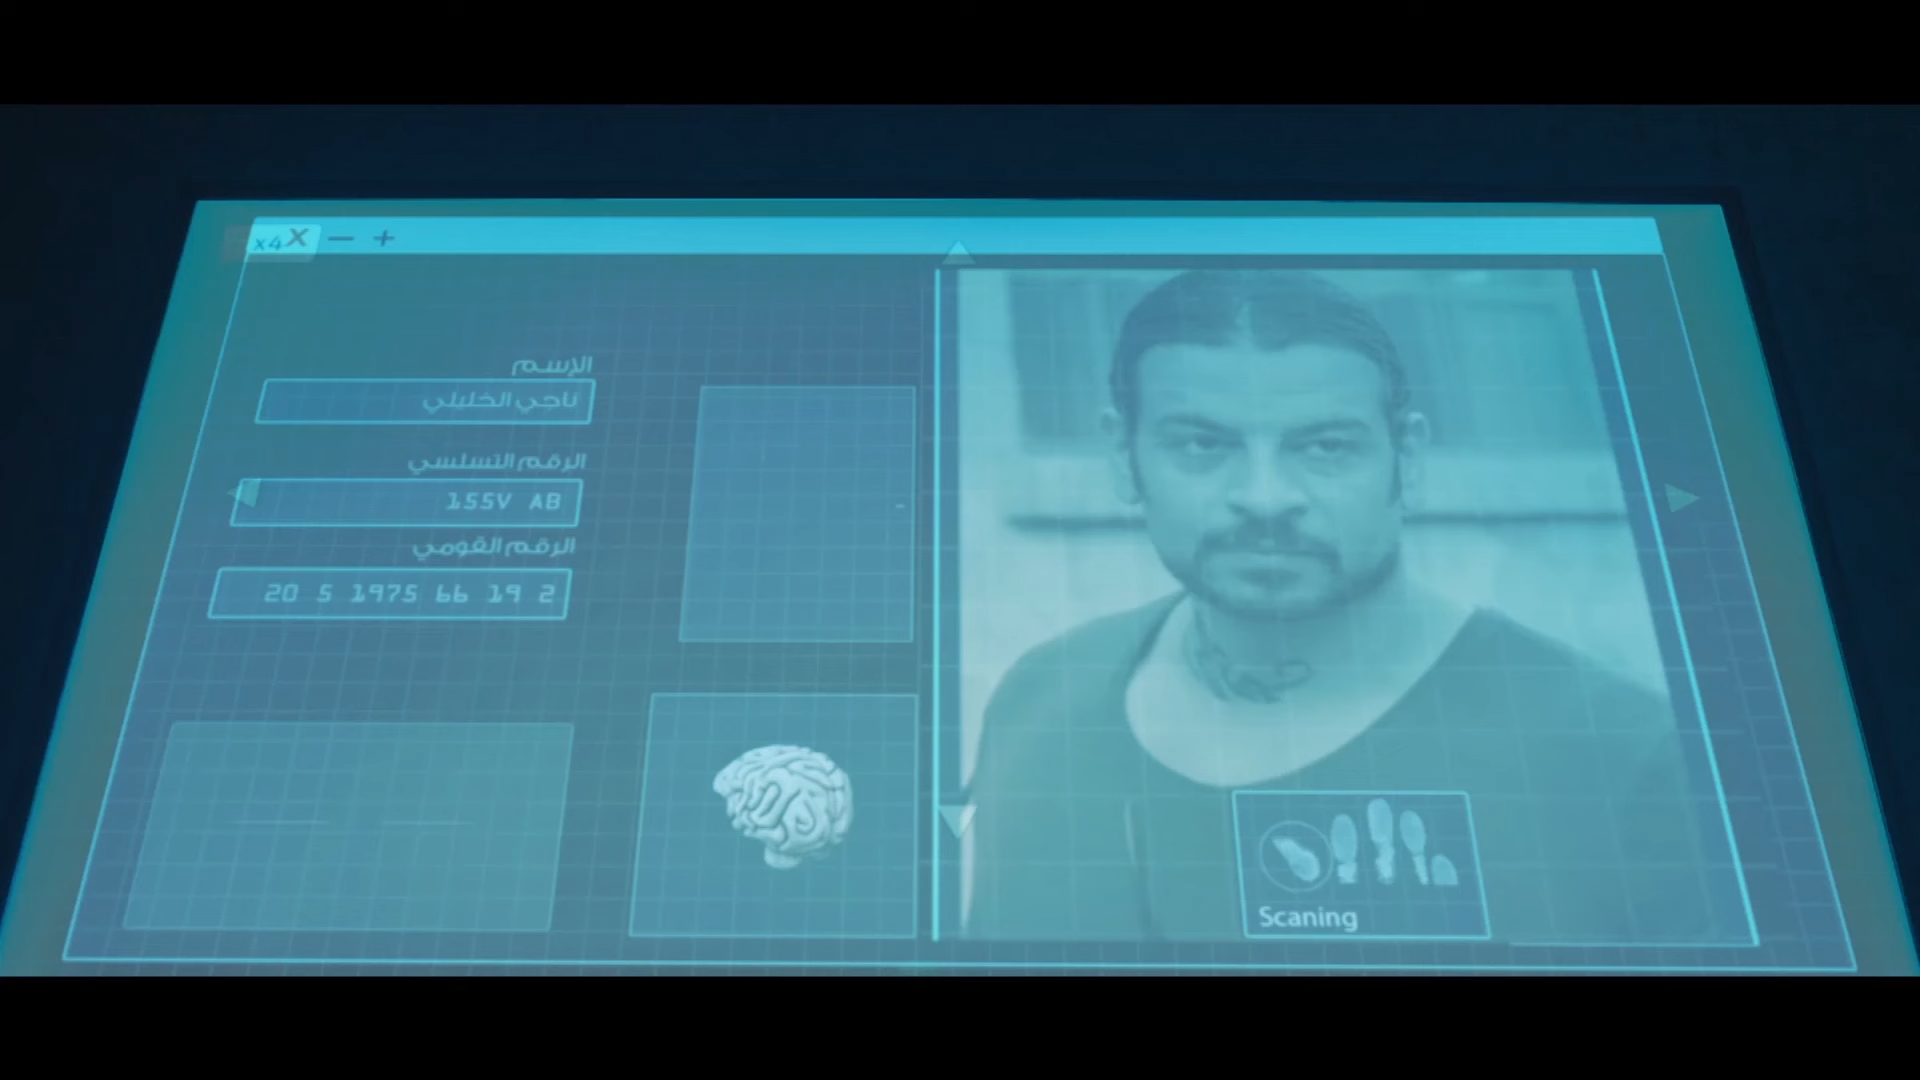 x4 X — +
الإسم
ناجي الخليلي
الرقم التسلسي
155V AB
الرقم القومي
20 5 1975 66 19 2
Scaning